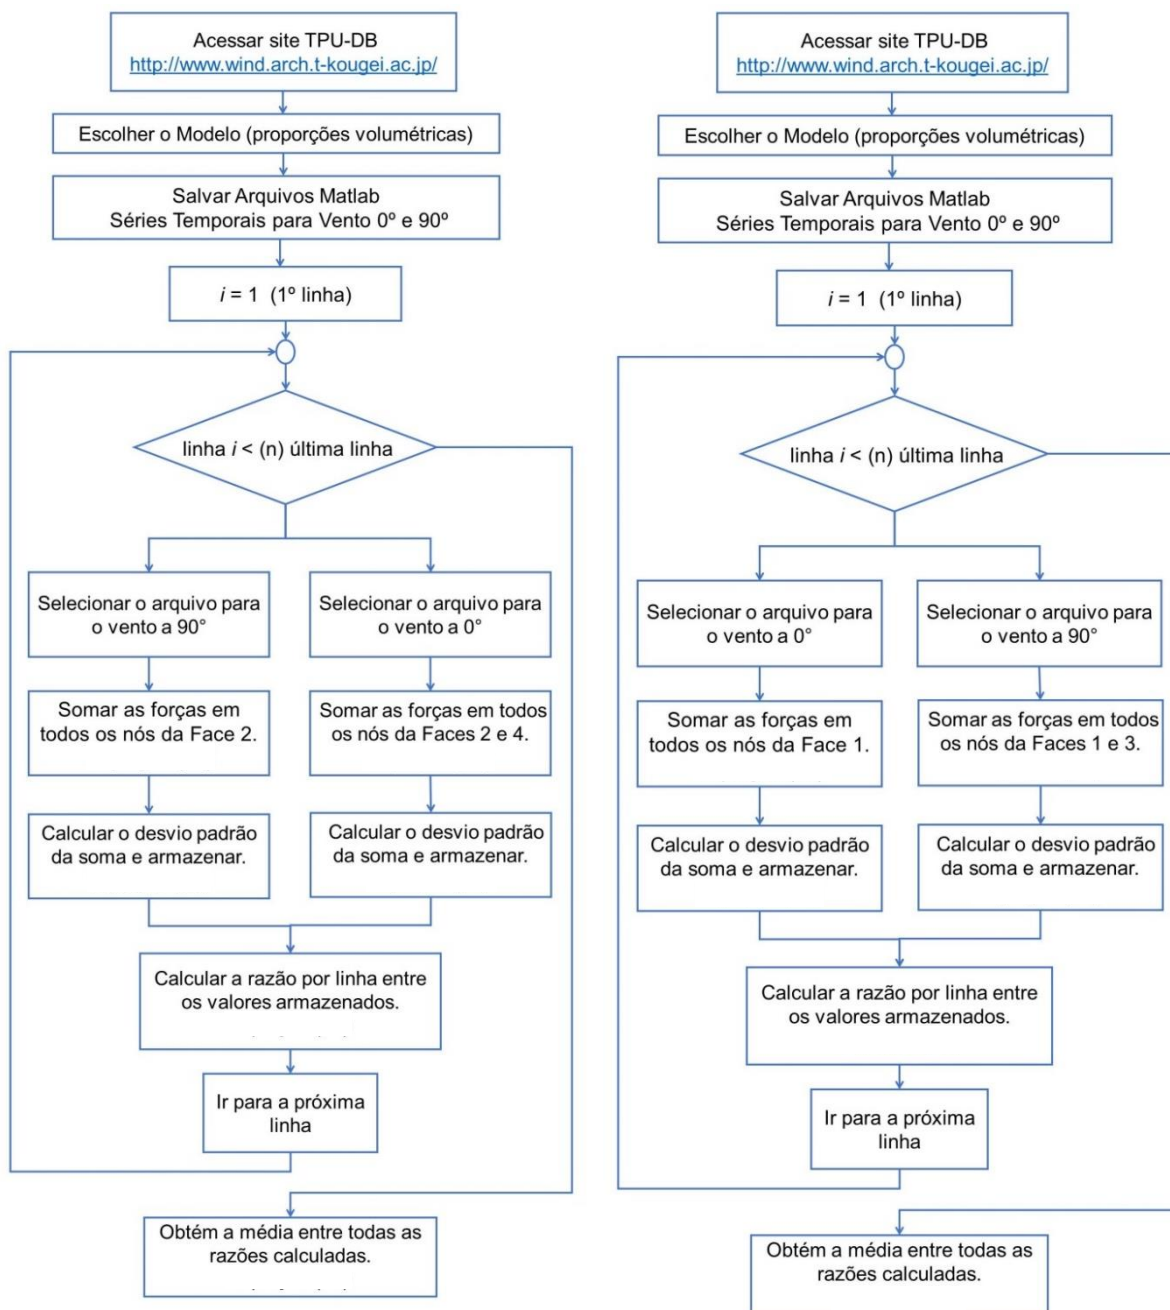 Acessar site TPU-DB
http://www.wind.arch.t-kougei.ac.jp/
Escolher o Modelo (proporções volumétricas)
Salvar Arquivos Matlab
Séries Temporais para Vento 0º e 90º
i = 1 (1º linha)
linha i < (n) última linha
Selecionar o arquivo para
o vento a 90°
Selecionar o arquivo para
o vento a 0°
Somar as forças em
todos os nós da Face 2.
Somar as forças em todos
os nós da Faces 2 e 4.
Calcular o desvio padrão
da soma e armazenar.
Calcular o desvio padrão
da soma e armazenar.
Calcular a razão por linha entre
os valores armazenados.
Ir para a próxima
linha
Obtém a média entre todas as
razões calculadas.
Acessar site TPU-DB
http://www.wind.arch.t-kougei.ac.jp/
Escolher o Modelo (proporções volumétricas)
Salvar Arquivos Matlab
Séries Temporais para Vento 0º e 90º
i = 1 (1º linha)
linha i < (n) última linha
Selecionar o arquivo para
o vento a 0°
Selecionar o arquivo para
o vento a 90°
Somar as forças em
todos os nós da Face 1.
Somar as forças em todos
os nós da Faces 1 e 3.
Calcular o desvio padrão
da soma e armazenar.
Calcular o desvio padrão
da soma e armazenar.
Calcular a razão por linha entre
os valores armazenados.
Ir para a próxima
linha
Obtém a média entre todas as
razões calculadas.